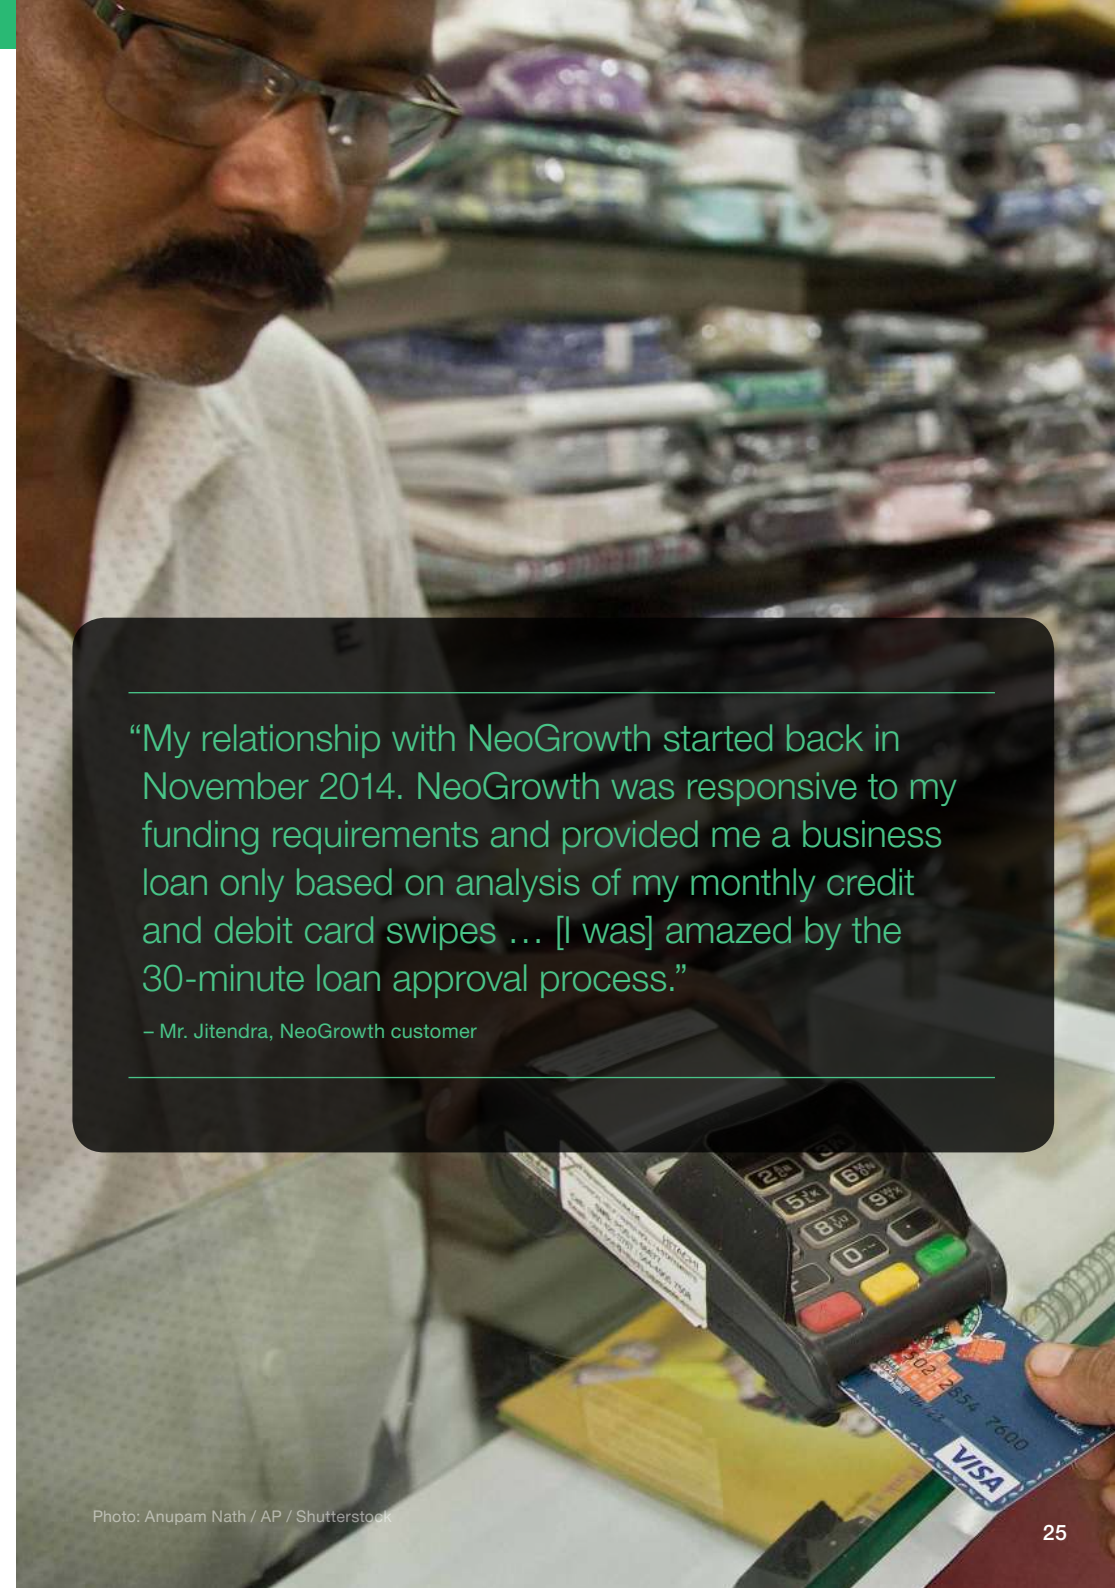 “My relationship with NeoGrowth started back in
November 2014. NeoGrowth was responsive to my
funding requirements and provided me a business
loan only based on analysis of my monthly credit
and debit card swipes … [I was] amazed by the
30-minute loan approval process.”
– Mr. Jitendra, NeoGrowth customer
HITACHI
VISA
Photo: Anupam Nath / AP / Shutterstock
25